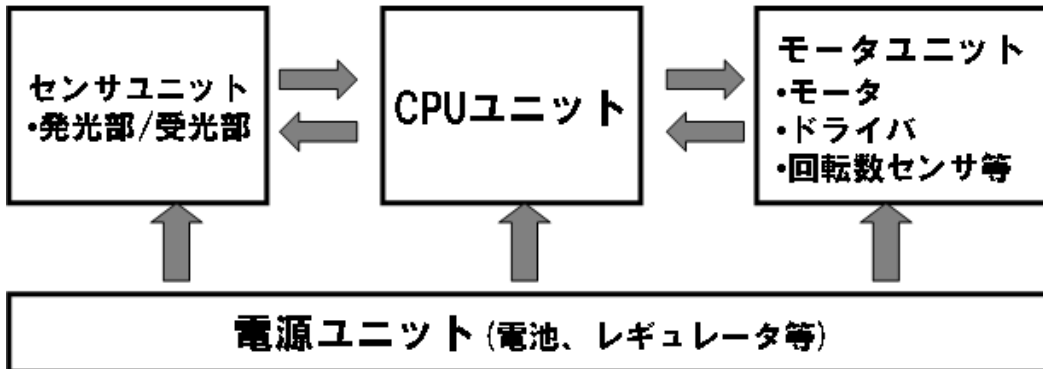 センサユニット
・発光部/受光部
CPUユニット
モータユニット
・モータ
・ドライバ
・回転数センサ等
電源ユニット(電池、レギュレータ等)